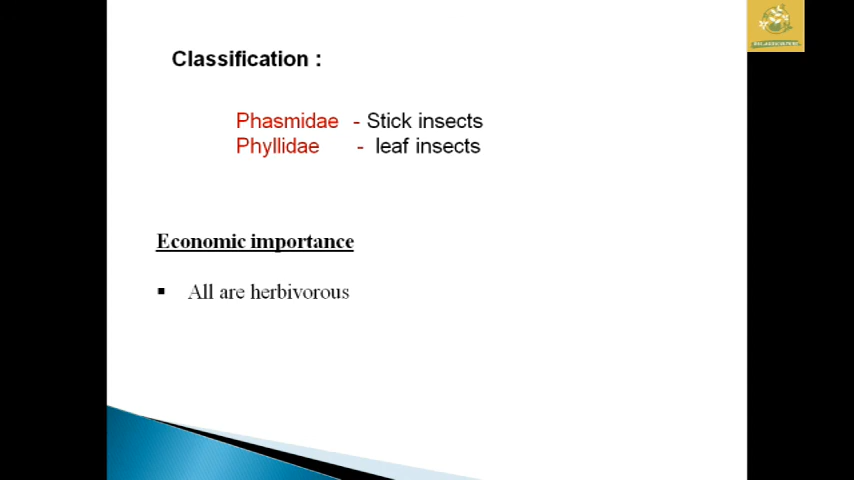 Classification :
Phasmidae - Stick insects
Phyllidae - leaf insects
Economic importance
▪ All are herbivorous